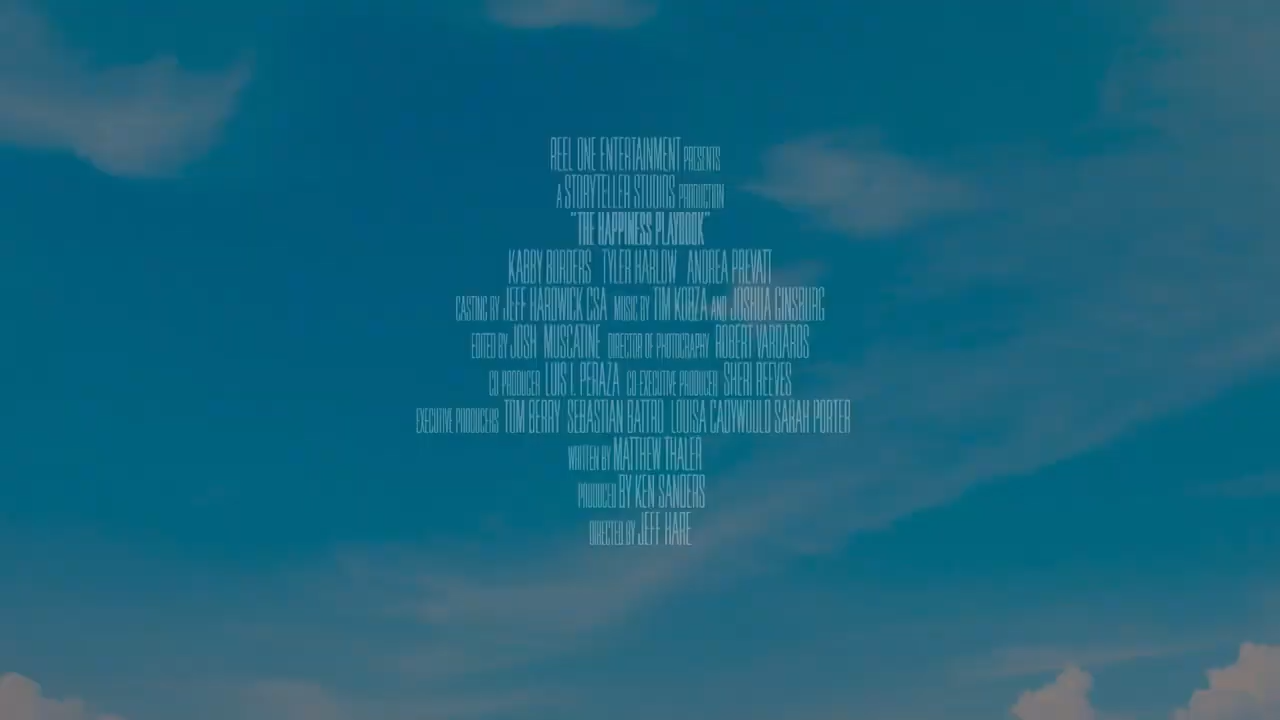 REEL ONE ENTERTAINMENT PRESENTS
A STORYTELLER STUDIOS PRODUCTION
"THE HAPPINESS PLAYBOOK"
KABBY BORDERS TYLER HARLOW ANDREA PREVATT
CASTING BY JEFF HARDWICK CSA MUSIC BY TIM KOBZA AND JOSHUA GINSBURG
EDITED BY JOSH MUSCATINE DIRECTOR OF PHOTOGRAPHY ROBERT VARDAROS
CO PRODUCER LUIS I. PERAZA CO EXECUTIVE PRODUCER SHERI REEVES
EXECUTIVE PRODUCERS TOM BERRY SEBASTIAN BATTRO LOUISA CADYWOULD SARAH PORTER
WRITTEN BY MATTHEW THALER
PRODUCED BY KEN SANDERS
DIRECTED BY JEFF HARE